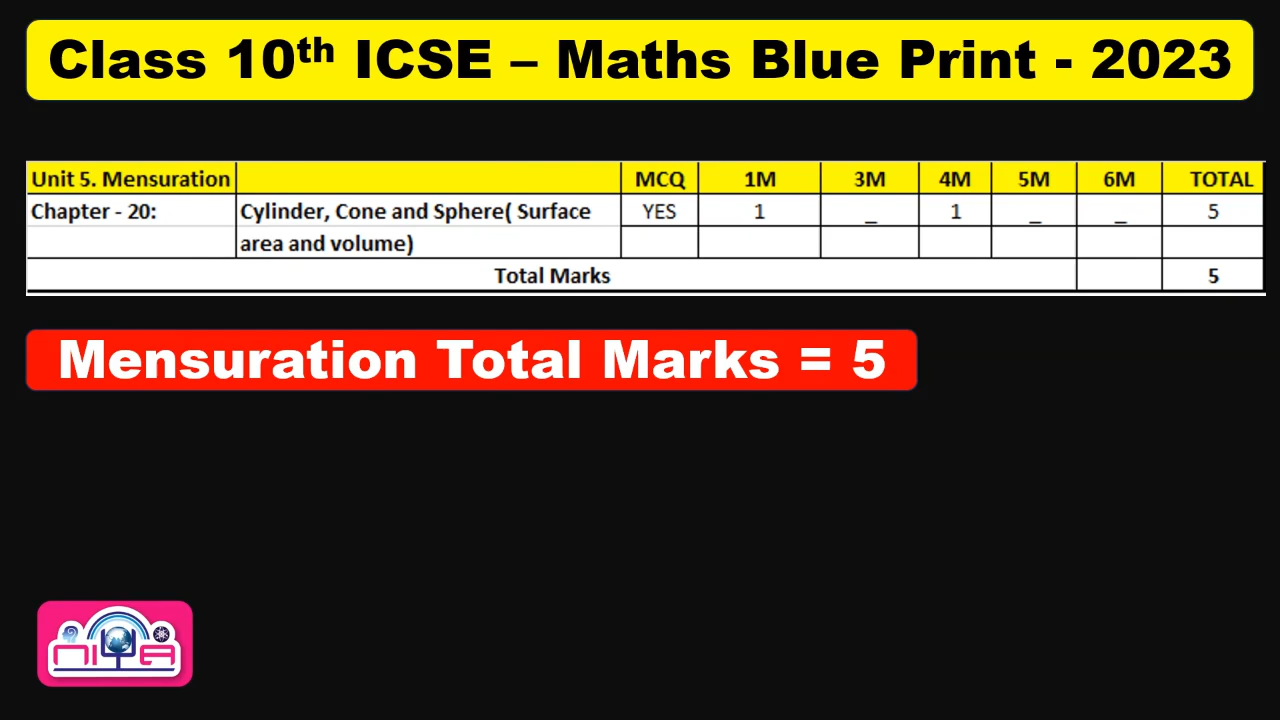 Class 10th ICSE – Maths Blue Print - 2023
Unit 5. Mensuration MCQ 1M 3M 4M 5M 6M TOTAL
Chapter - 20: Cylinder, Cone and Sphere( Surface YES 1 _ 1 _ _ 5
area and volume)
Total Marks 5
Mensuration Total Marks = 5